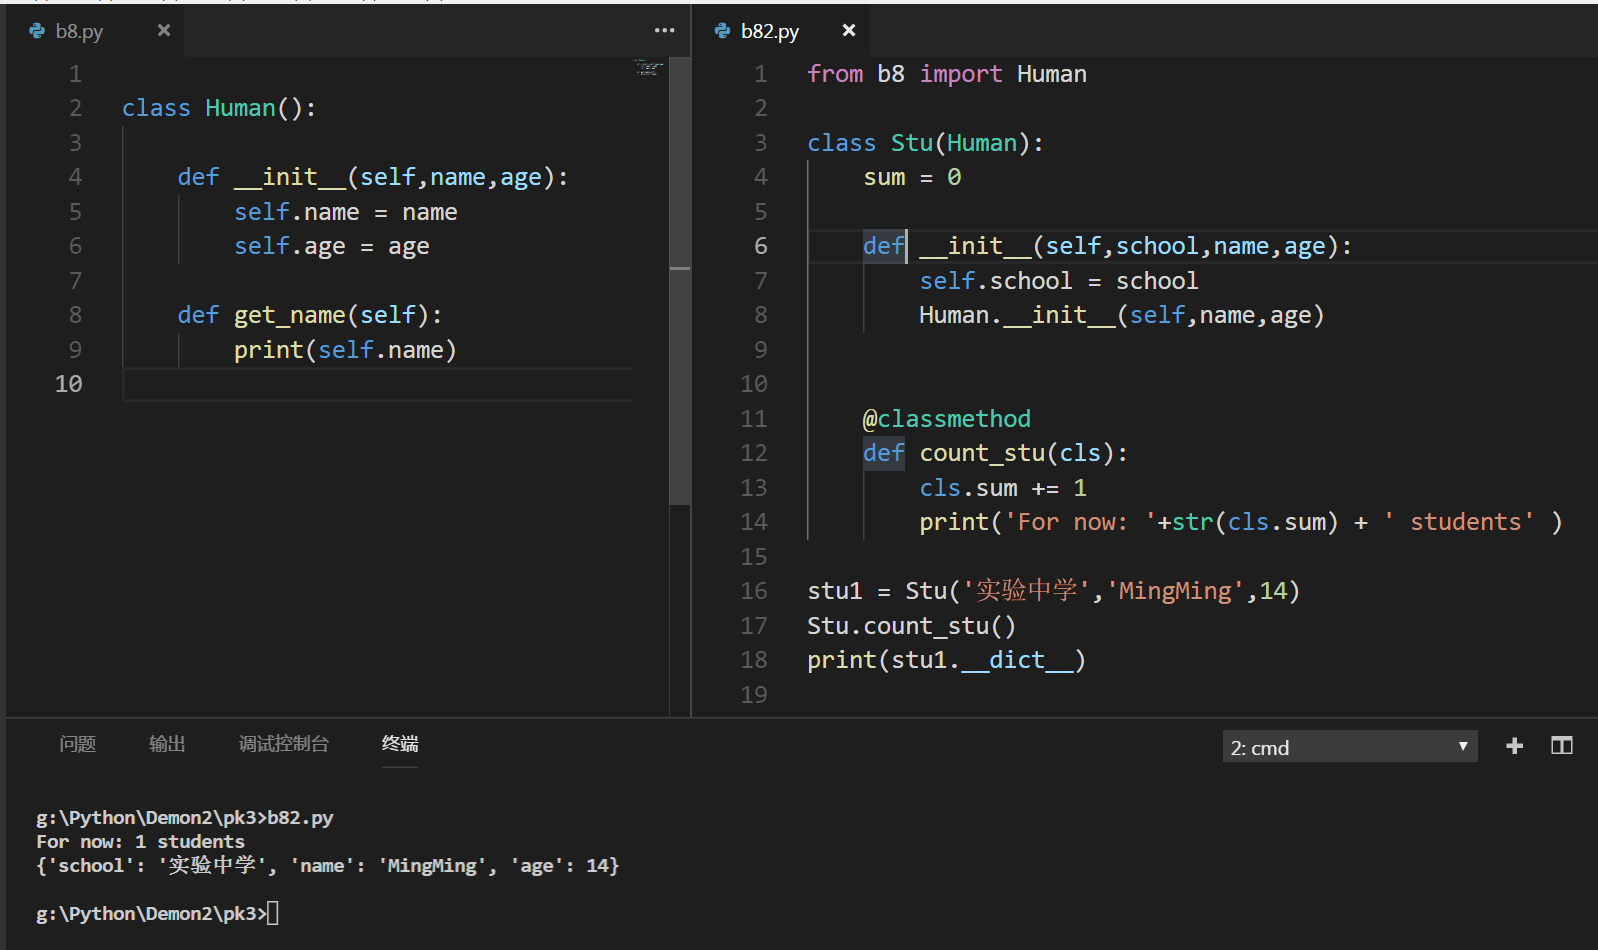 b8.py
1
2 class Human():
3
4 def __init__(self,name,age):
5 self.name = name
6 self.age = age
7
8 def get_name(self):
9 print(self.name)
10
b82.py
1 from b8 import Human
2
3 class Stu(Human):
4 sum = 0
5
6 def __init__(self,school,name,age):
7 self.school = school
8 Human.__init__(self,name,age)
9
10
11 @classmethod
12 def count_stu(cls):
13 cls.sum += 1
14 print('For now: '+str(cls.sum) + ' students' )
15
16 stu1 = Stu('实验中学','MingMing',14)
17 Stu.count_stu()
18 print(stu1.__dict__)
19
问题 输出 调试控制台 终端 2: cmd
g:\Python\Demon2\pk3>b82.py
For now: 1 students
{'school': '实验中学', 'name': 'MingMing', 'age': 14}
g:\Python\Demon2\pk3>